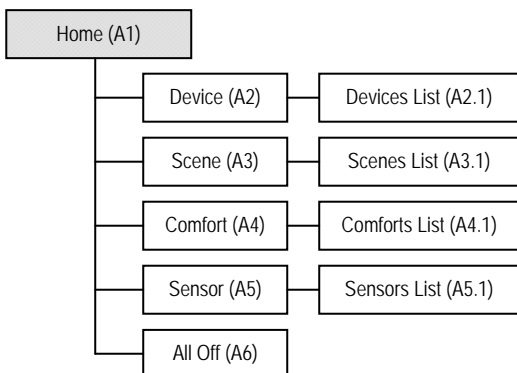 Home (A1)
Device (A2)
Devices List (A2.1)
Scene (A3)
Scenes List (A3.1)
Comfort (A4)
Comforts List (A4.1)
Sensor (A5)
Sensors List (A5.1)
All Off (A6)